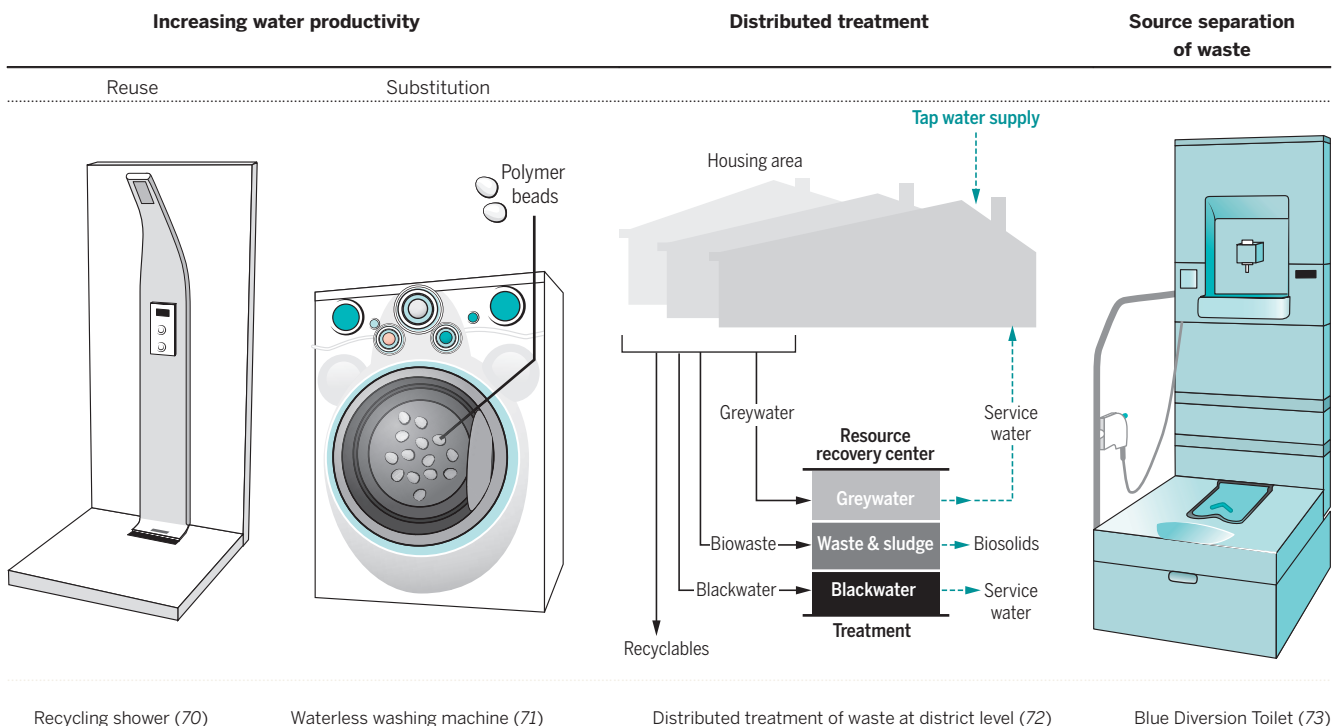 Increasing water productivity
Distributed treatment
Source separation
of waste
Reuse
Substitution
Polymer
beads
Tap water supply
Housing area
Greywater
Service
water
Resource
recovery center
Greywater
Biowaste
Waste & sludge
Biosolids
Blackwater
Blackwater
Service
water
Treatment
Recyclables
Recycling shower (70)
Waterless washing machine (71)
Distributed treatment of waste at district level (72)
Blue Diversion Toilet (73)